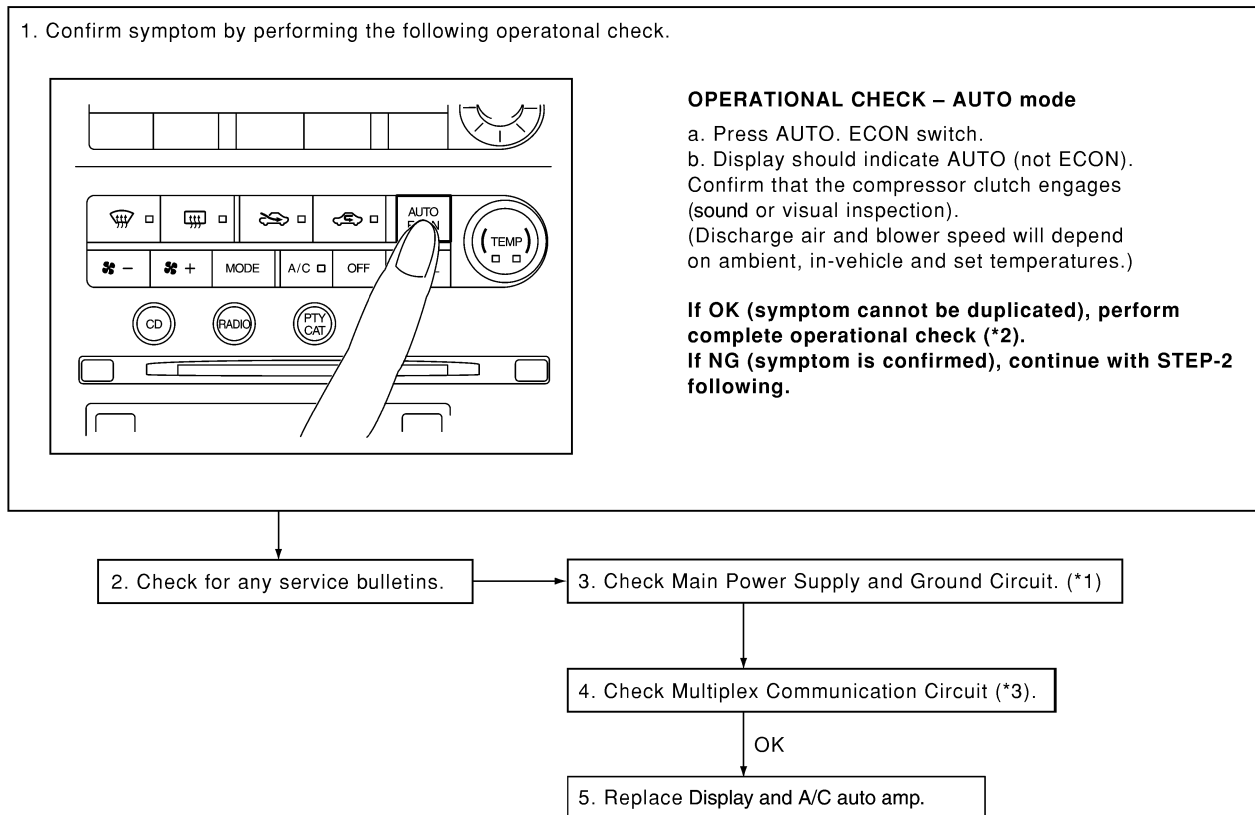 1. Confirm symptom by performing the following operatonal check.
OPERATIONAL CHECK – AUTO mode
a. Press AUTO. ECON switch.
b. Display should indicate AUTO (not ECON).
Confirm that the compressor clutch engages
(sound or visual inspection).
(Discharge air and blower speed will depend
on ambient, in-vehicle and set temperatures.)
If OK (symptom cannot be duplicated), perform
complete operational check (*2).
If NG (symptom is confirmed), continue with STEP-2
following.
AUTO
TEMP
– + MODE A/C OFF
CD RADIO PTY
CAT
2. Check for any service bulletins.
3. Check Main Power Supply and Ground Circuit. (*1)
4. Check Multiplex Communication Circuit (*3).
OK
5. Replace Display and A/C auto amp.